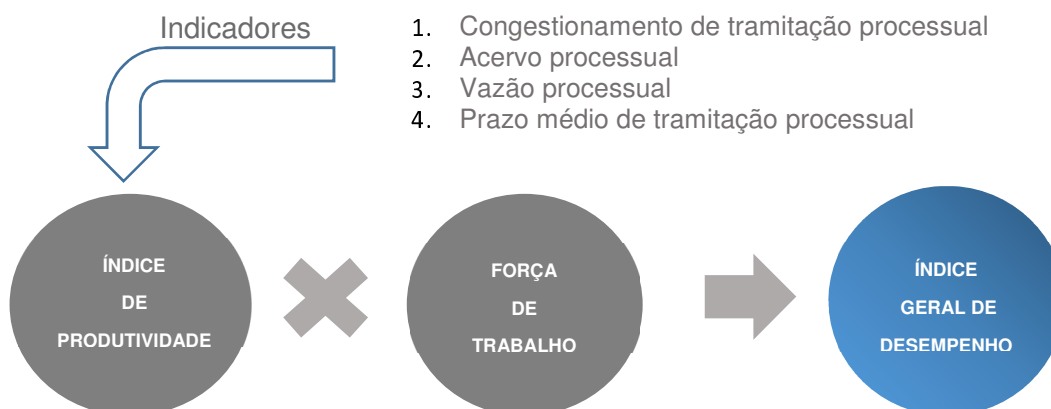 Indicadores
1. Congestionamento de tramitação processual
2. Acervo processual
3. Vazão processual
4. Prazo médio de tramitação processual
ÍNDICE
DE
PRODUTIVIDADE
FORÇA
DE
TRABALHO
ÍNDICE
GERAL DE
DESEMPENHO